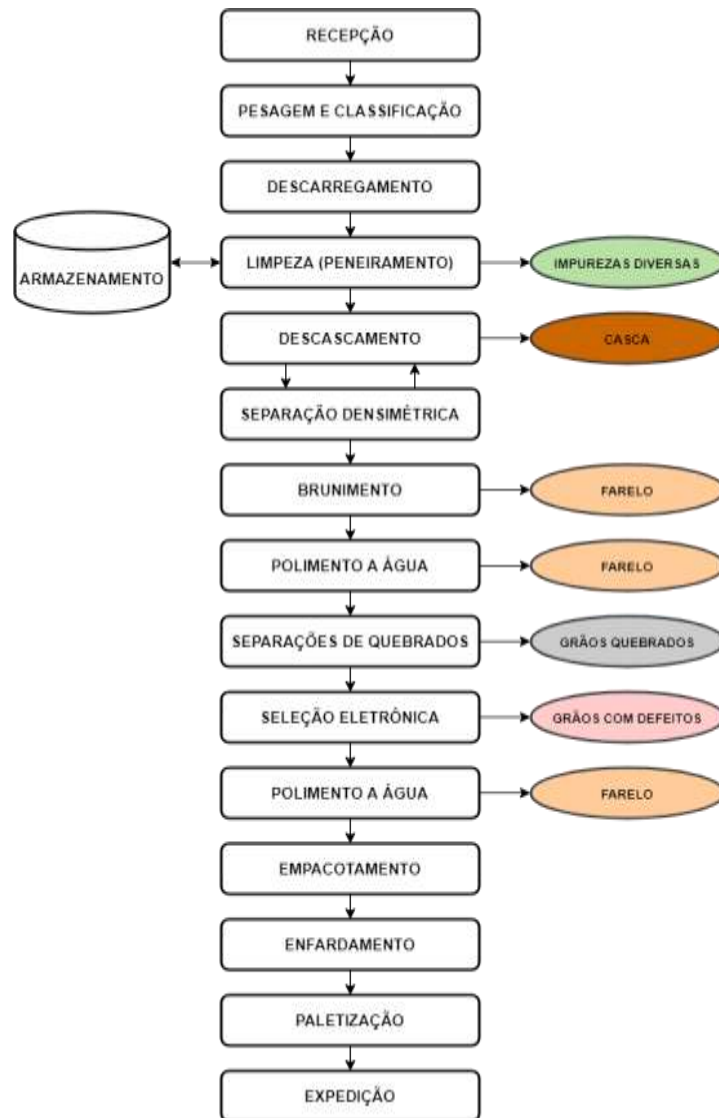 RECEPÇÃO
PESAGEM E CLASSIFICAÇÃO
DESCARREGAMENTO
ARMAZENAMENTO
LIMPEZA (PENEIRAMENTO)
IMPUREZAS DIVERSAS
DESCASCAMENTO
CASCA
SEPARAÇÃO DENSIMÉTRICA
BRUNIMENTO
FARELO
POLIMENTO A ÁGUA
FARELO
SEPARAÇÕES DE QUEBRADOS
GRÃOS QUEBRADOS
SELEÇÃO ELETRÔNICA
GRÃOS COM DEFEITOS
POLIMENTO A ÁGUA
FARELO
EMPACOTAMENTO
ENFARDAMENTO
PALETIZAÇÃO
EXPEDIÇÃO